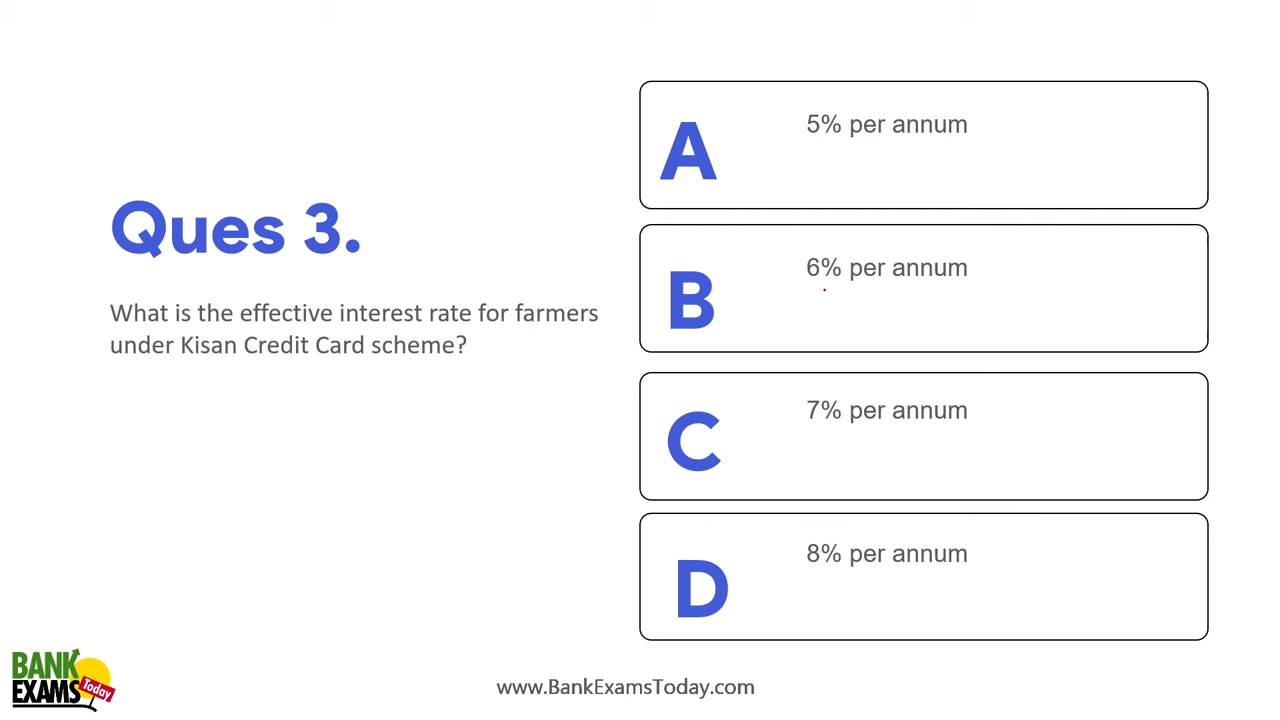 Ques 3.
What is the effective interest rate for farmers
under Kisan Credit Card scheme?
A
5% per annum
B
6% per annum
C
7% per annum
D
8% per annum
BANK
EXAMS
Today
www.BankExamsToday.com